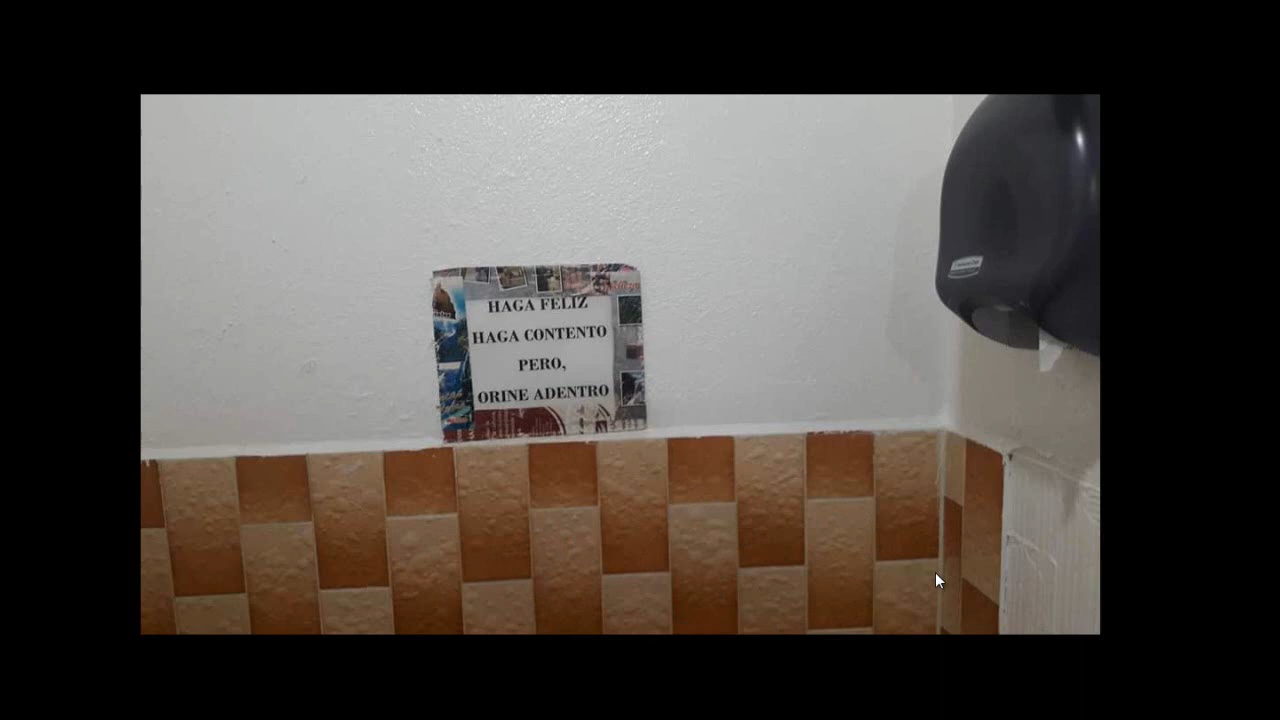 HAGA FELIZ
HAGA CONTENTO
PERO,
ORINE ADENTRO